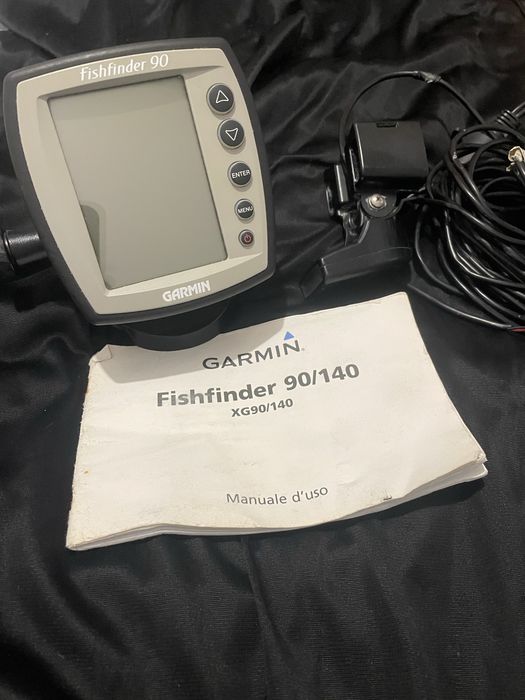 Fishfinder 90
ENTER
MENU
GARMIN
GARMIN
Fishfinder 90/140
XG90/140
Manuale d'uso